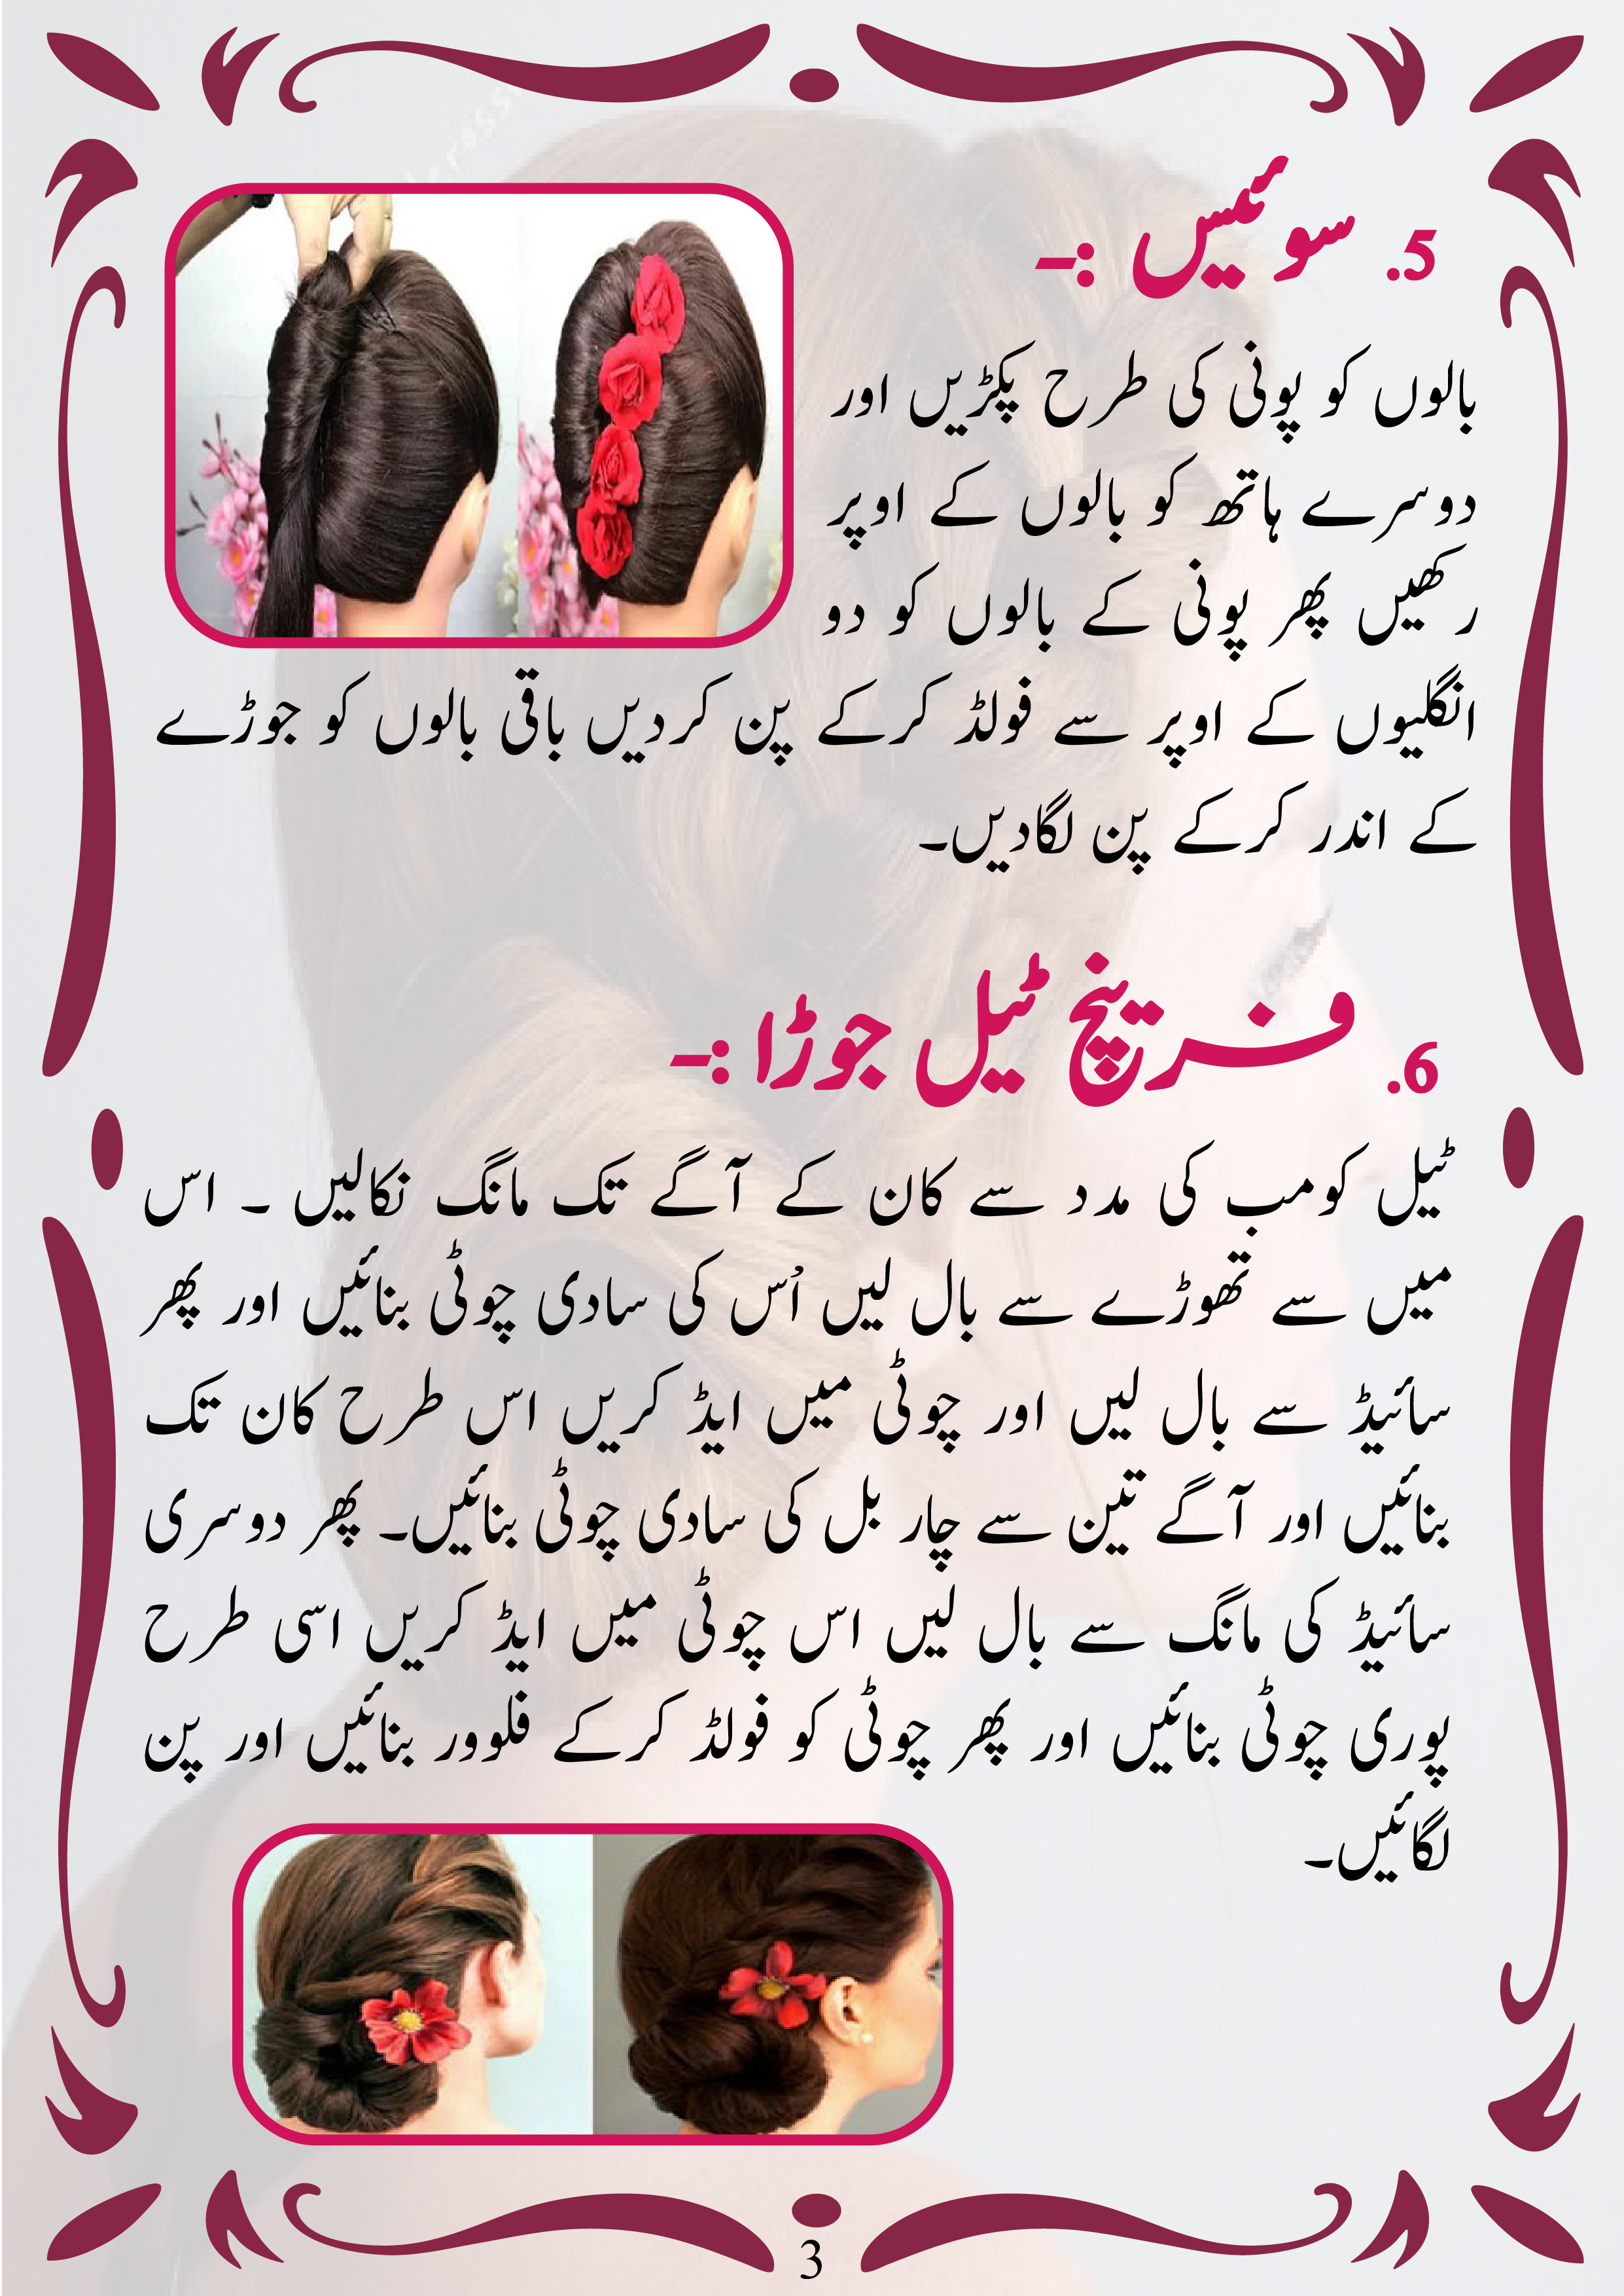 5. سوئیس :-
بالوں کو پونی کی طرح پکڑیں اور
دوسرے ہاتھ کو بالوں کے اوپر
رکھیں پھر پونی کے بالوں کو دو
انگلیوں کے اوپر سے فولڈ کرکے پن کردیں باقی بالوں کو جوڑے
کے اندر کرکے پن لگادیں۔
6. فرینچ ٹیل جوڑا :-
ٹیل کومب کی مدد سے کان کے آگے تک مانگ نکالیں ۔ اس
میں سے تھوڑے سے بال لیں اُس کی سادی چوٹی بنائیں اور پھر
سائیڈ سے بال لیں اور چوٹی میں ایڈ کریں اس طرح کان تک
بنائیں اور آگے تین سے چار بل کی سادی چوٹی بنائیں۔ پھر دوسری
سائیڈ کی مانگ سے بال لیں اس چوٹی میں ایڈ کریں اسی طرح
پوری چوٹی بنائیں اور پھر چوٹی کو فولڈ کرکے فلوور بنائیں اور پن
لگائیں۔
3